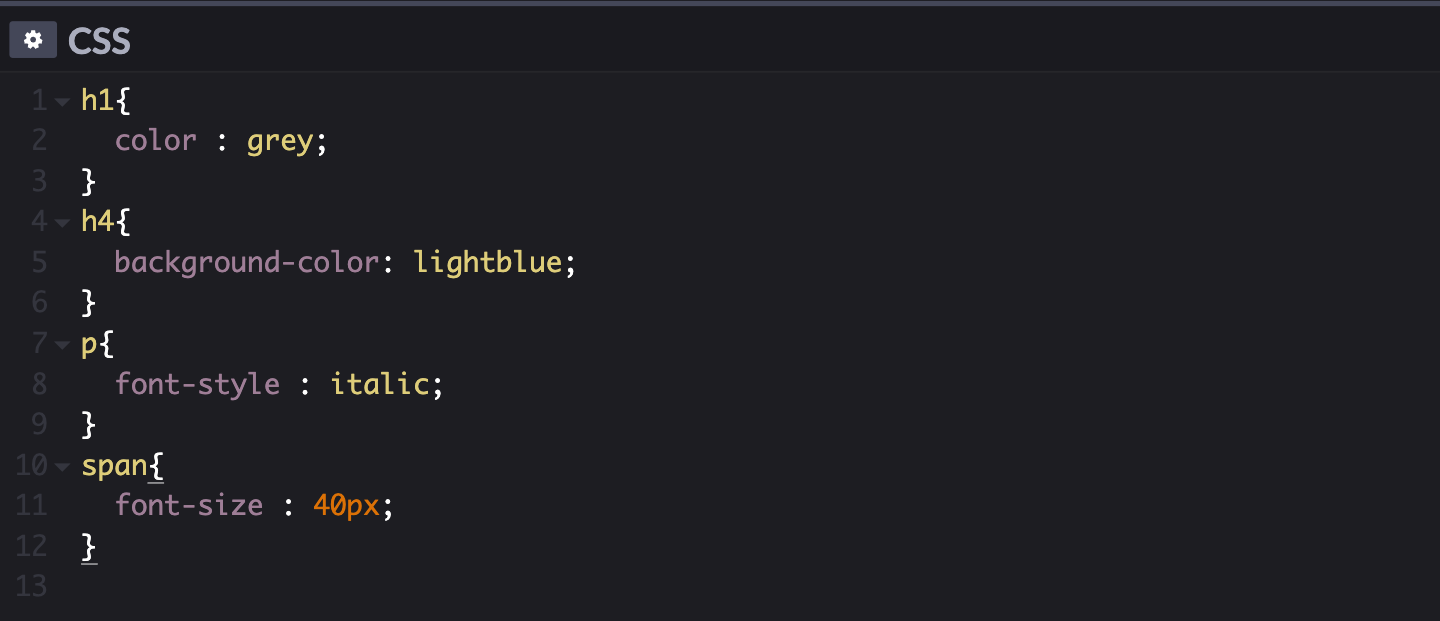 CSS
1 h1{
2   color : grey;
3 }
4 h4{
5   background-color: lightblue;
6 }
7 p{
8   font-style : italic;
9 }
10 span{
11   font-size : 40px;
12 }
13